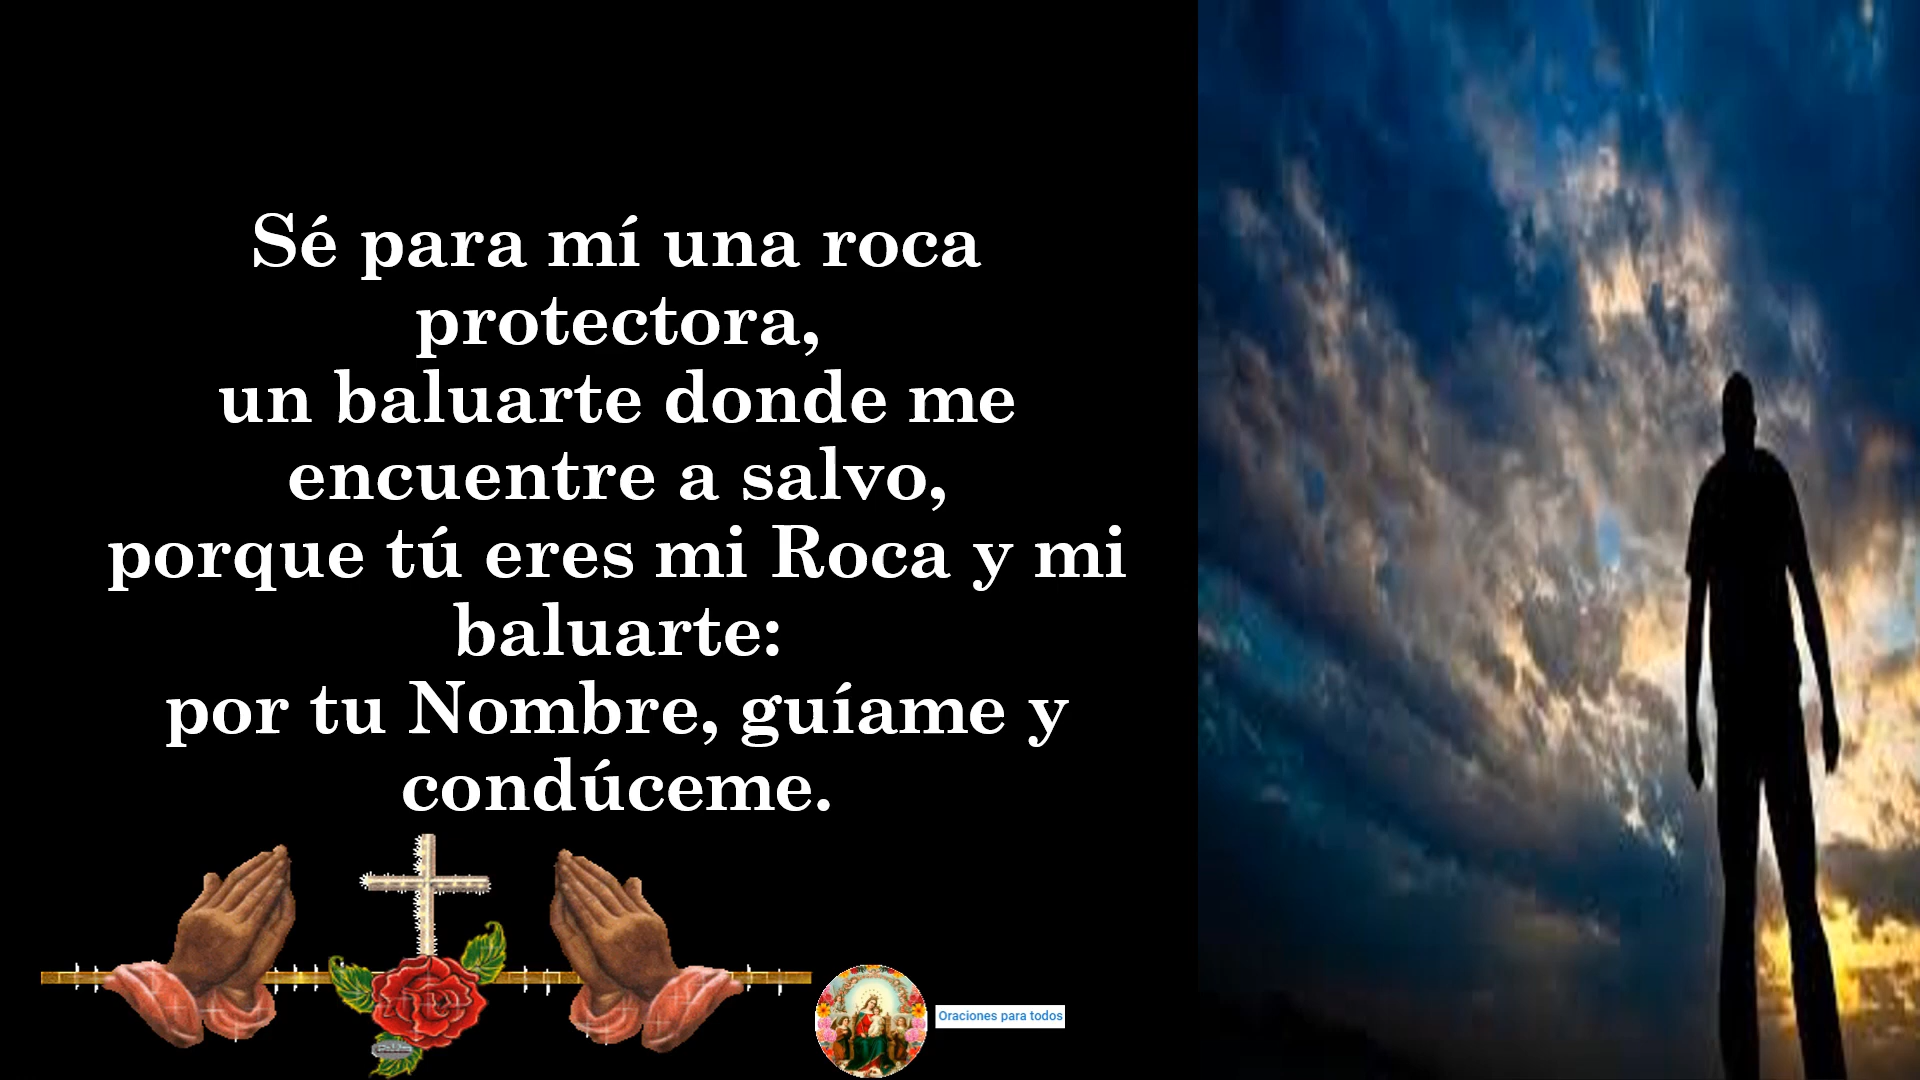 Sé para mí una roca
protectora,
un baluarte donde me
encuentre a salvo,
porque tú eres mi Roca y mi
baluarte:
por tu Nombre, guíame y
condúceme.
Oraciones para todos